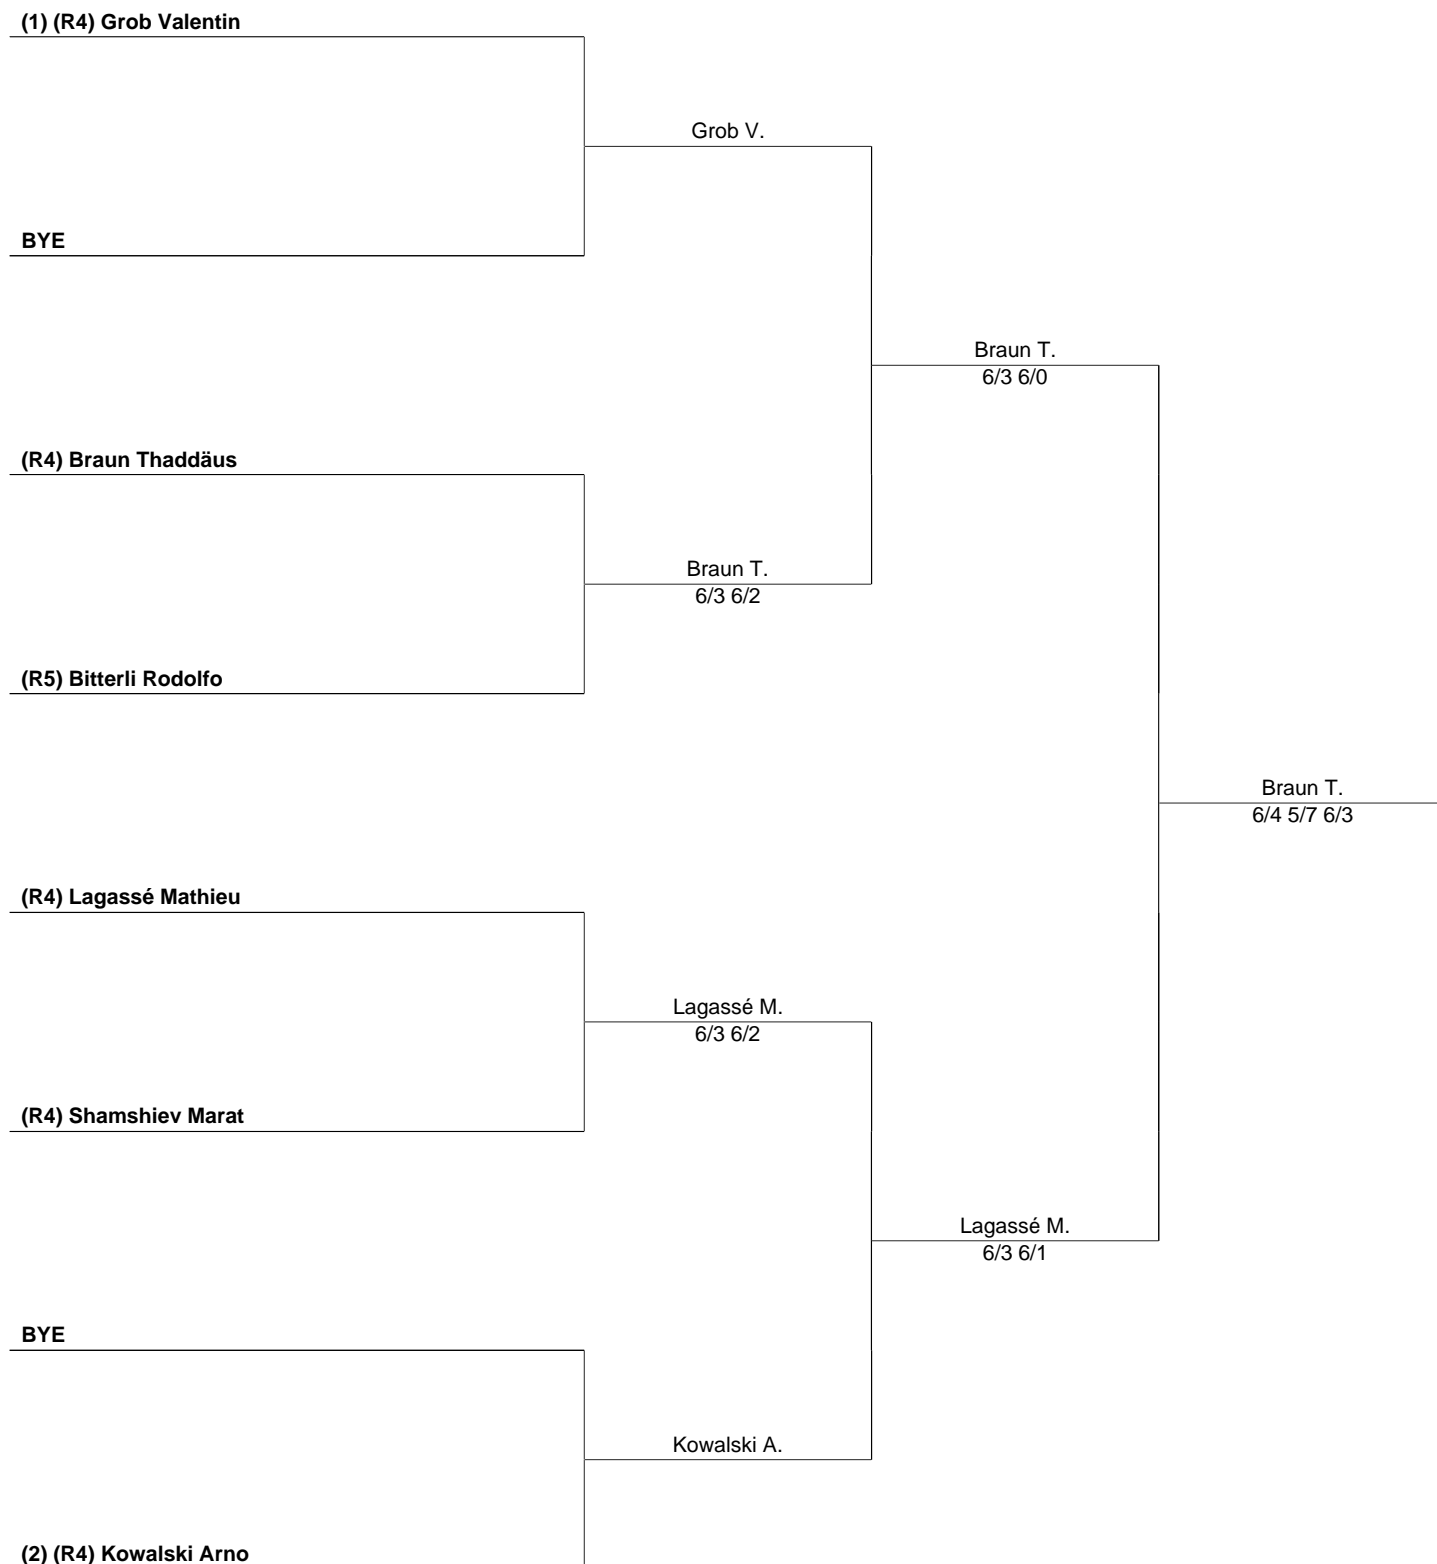 (1) (R4) Grob Valentin
Grob V.
BYE
Braun T.
6/3 6/0
(R4) Braun Thaddäus
Braun T.
6/3 6/2
(R5) Bitterli Rodolfo
Braun T.
6/4 5/7 6/3
(R4) Lagassé Mathieu
Lagassé M.
6/3 6/2
(R4) Shamshiev Marat
Lagassé M.
6/3 6/1
BYE
Kowalski A.
(2) (R4) Kowalski Arno